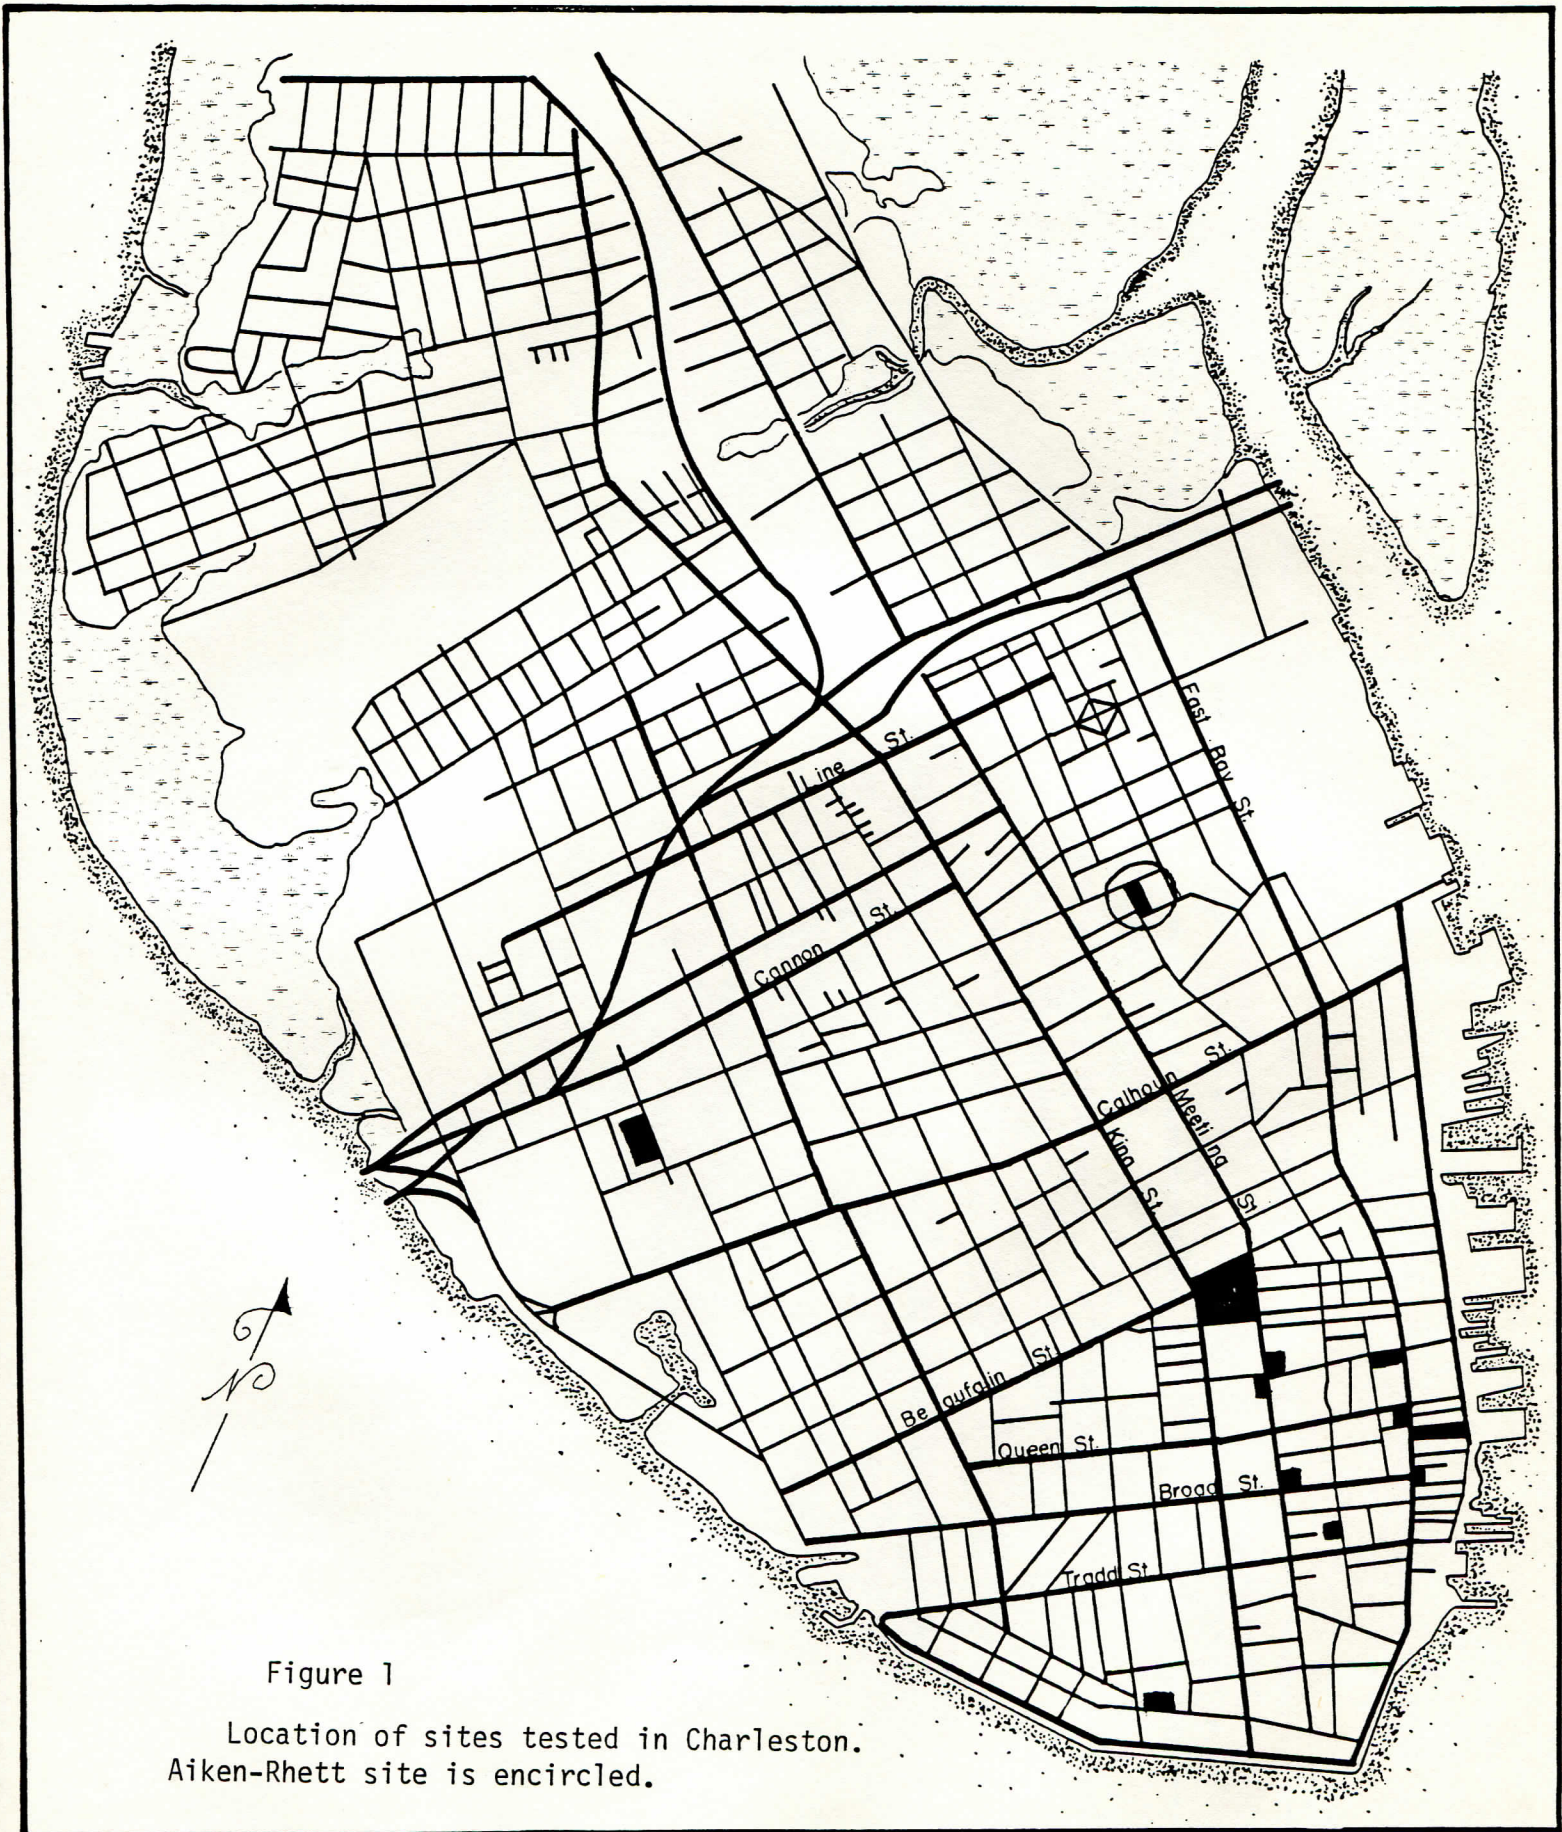 East Bay St.
Line St.
Cannon St.
Calhoun St.
Meeting St
King St.
Beaufain St.
Queen St.
Broad St.
Tradd St.
N
Figure 1
Location of sites tested in Charleston.
Aiken-Rhett site is encircled.